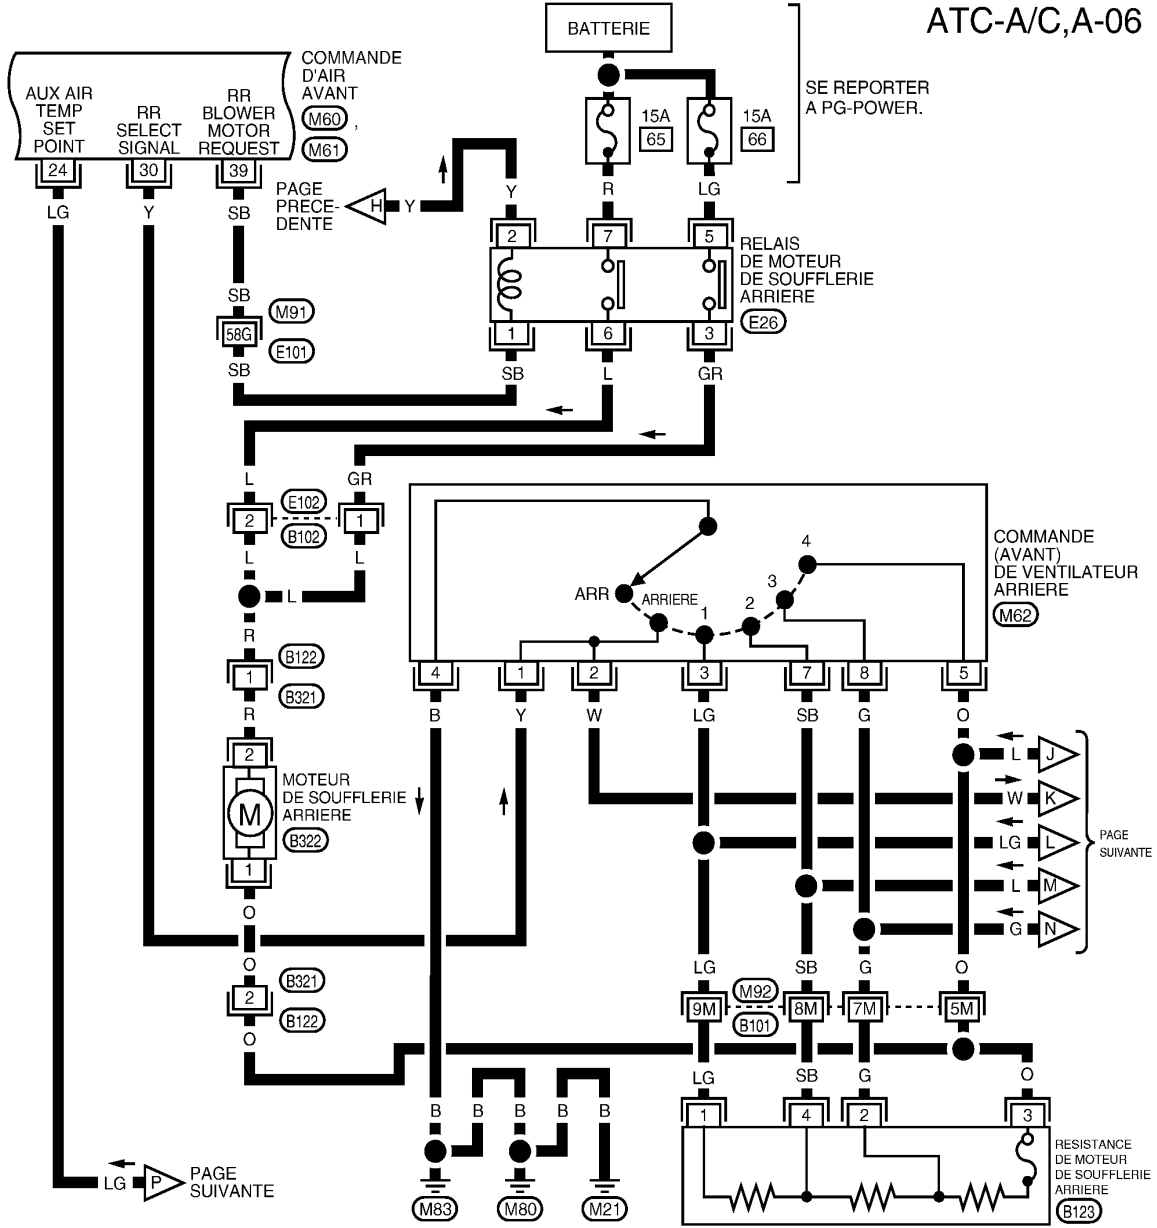 ATC-A/C,A-06
BATTERIE
SE REPORTER
A PG-POWER.
15A
65
15A
66
COMMANDE
D'AIR
AVANT
M60 ,
M61
AUX AIR
TEMP
SET
POINT
RR
SELECT
SIGNAL
RR
BLOWER
MOTOR
REQUEST
24
30
39
LG
Y
SB
PAGE
PRECE-
DENTE
H
Y
Y
R
LG
2
7
5
RELAIS
DE MOTEUR
DE SOUFFLERIE
ARRIERE
E26
1
6
3
SB
L
GR
SB
M91
58G
E101
SB
L
GR
E102
2
1
B102
L
L
L
R
B122
1
B321
R
2
MOTEUR
DE SOUFFLERIE
ARRIERE
M
B322
1
O
O
B321
2
B122
O
COMMANDE
(AVANT)
DE VENTILATEUR
ARRIERE
M62
ARR
ARRIERE
1
2
3
4
4
1
2
3
7
8
5
B
Y
W
LG
SB
G
O
L
J
W
K
LG
L
L
M
G
N
PAGE
SUIVANTE
LG
SB
G
O
M92
9M
8M
7M
5M
B101
LG
SB
G
O
1
4
2
3
RESISTANCE
DE MOTEUR
DE SOUFFLERIE
ARRIERE
B123
B
B
B
B
B
M83
M80
M21
LG
P
PAGE
SUIVANTE